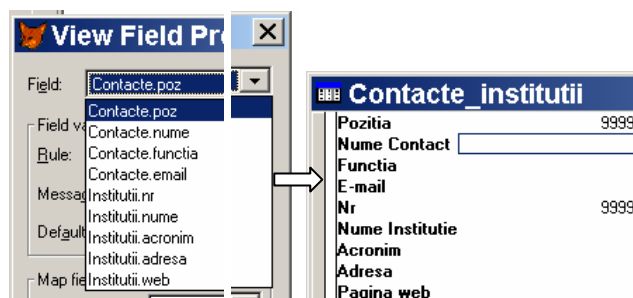 View Field Pro
Field: Contacte.poz
Contacte.poz
Contacte.nume
Contacte.functia
Contacte.email
Institutii.nr
Institutii.nume
Institutii.acronim
Institutii.adresa
Institutii.web
Field va
Rule:
Messag
Default
Map fie
Contacte_institutii
Pozitia 9999
Nume Contact
Functia
E-mail
Nr 9999
Nume Institutie
Acronim
Adresa
Pagina web